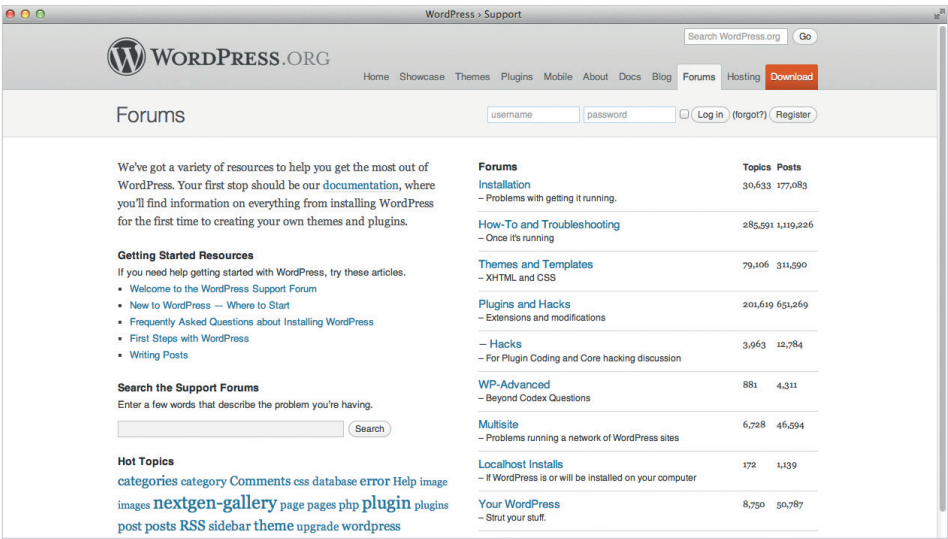 WordPress › Support
WORDPRESS.ORG
Search WordPress.org Go
Home Showcase Themes Plugins Mobile About Docs Blog Forums Hosting Download
Forums
username password Log in (forgot?) Register
We've got a variety of resources to help you get the most out of
WordPress. Your first stop should be our documentation, where
you'll find information on everything from installing WordPress
for the first time to creating your own themes and plugins.
Getting Started Resources
If you need help getting started with WordPress, try these articles.
Welcome to the WordPress Support Forum
New to WordPress — Where to Start
Frequently Asked Questions about Installing WordPress
First Steps with WordPress
Writing Posts
Search the Support Forums
Enter a few words that describe the problem you're having.
Search
Hot Topics
categories category Comments css database error Help image
images nextgen-gallery page pages php plugin plugins
post posts RSS sidebar theme upgrade wordpress
Forums Topics Posts
Installation 30,633 177,083
– Problems with getting it running.
How-To and Troubleshooting 285,591 1,119,226
– Once it's running
Themes and Templates 79,106 311,590
– XHTML and CSS
Plugins and Hacks 201,619 651,269
– Extensions and modifications
– Hacks 3,963 12,784
– For Plugin Coding and Core hacking discussion
WP-Advanced 881 4,311
– Beyond Codex Questions
Multisite 6,728 46,594
– Problems running a network of WordPress sites
Localhost Installs 172 1,139
– If WordPress is or will be installed on your computer
Your WordPress 8,750 50,787
– Strut your stuff.